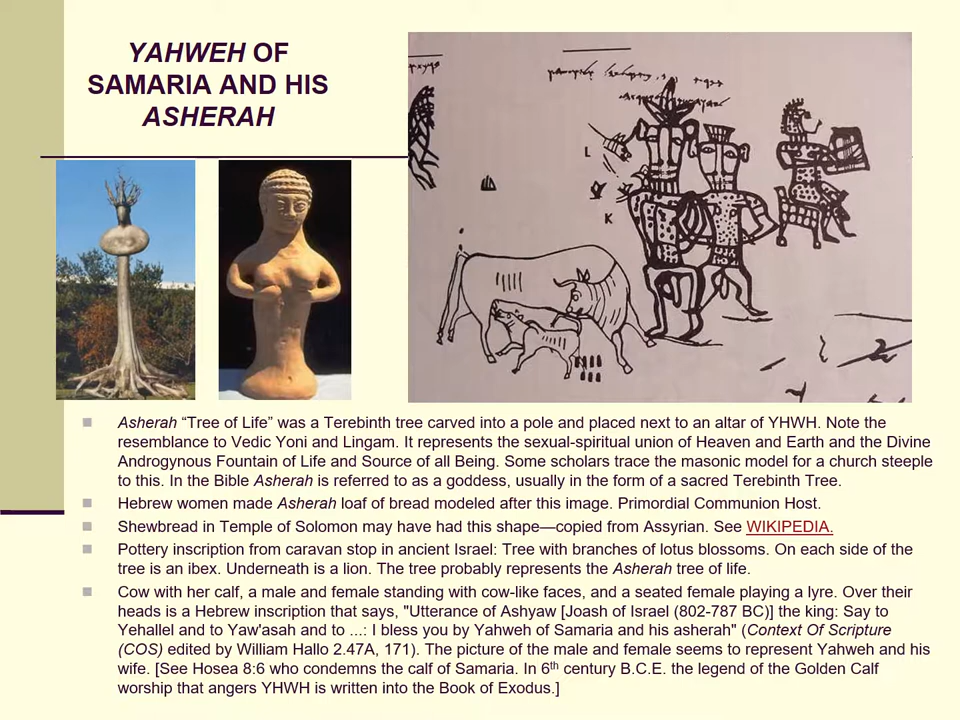 YAHWEH OF
SAMARIA AND HIS
ASHERAH
L
K
Asherah “Tree of Life” was a Terebinth tree carved into a pole and placed next to an altar of YHWH. Note the
resemblance to Vedic Yoni and Lingam. It represents the sexual-spiritual union of Heaven and Earth and the Divine
Androgynous Fountain of Life and Source of all Being. Some scholars trace the masonic model for a church steeple
to this. In the Bible Asherah is referred to as a goddess, usually in the form of a sacred Terebinth Tree.
Hebrew women made Asherah loaf of bread modeled after this image. Primordial Communion Host.
Shewbread in Temple of Solomon may have had this shape—copied from Assyrian. See WIKIPEDIA.
Pottery inscription from caravan stop in ancient Israel: Tree with branches of lotus blossoms. On each side of the
tree is an ibex. Underneath is a lion. The tree probably represents the Asherah tree of life.
Cow with her calf, a male and female standing with cow-like faces, and a seated female playing a lyre. Over their
heads is a Hebrew inscription that says, "Utterance of Ashyaw [Joash of Israel (802-787 BC)] the king: Say to
Yehallel and to Yaw'asah and to ...: I bless you by Yahweh of Samaria and his asherah" (Context Of Scripture
(COS) edited by William Hallo 2.47A, 171). The picture of the male and female seems to represent Yahweh and his
wife. [See Hosea 8:6 who condemns the calf of Samaria. In 6th century B.C.E. the legend of the Golden Calf
worship that angers YHWH is written into the Book of Exodus.]